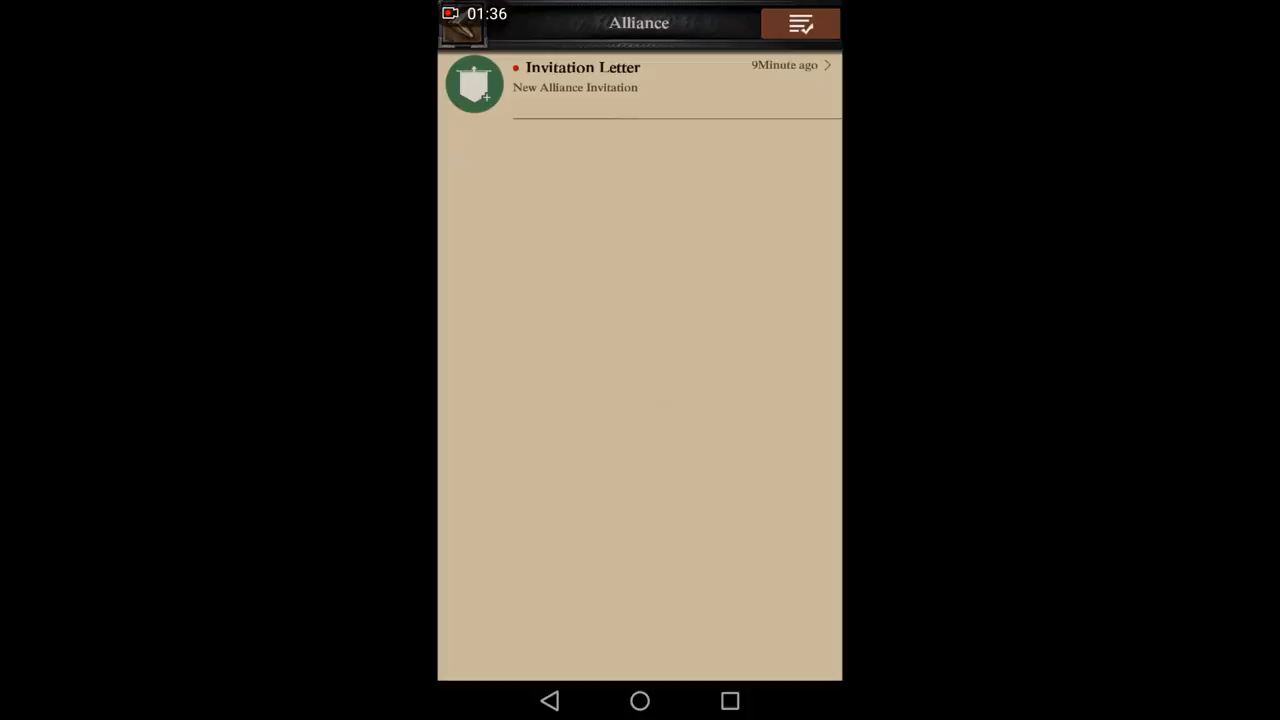 01:36
Alliance
Invitation Letter
9Minute ago
New Alliance Invitation